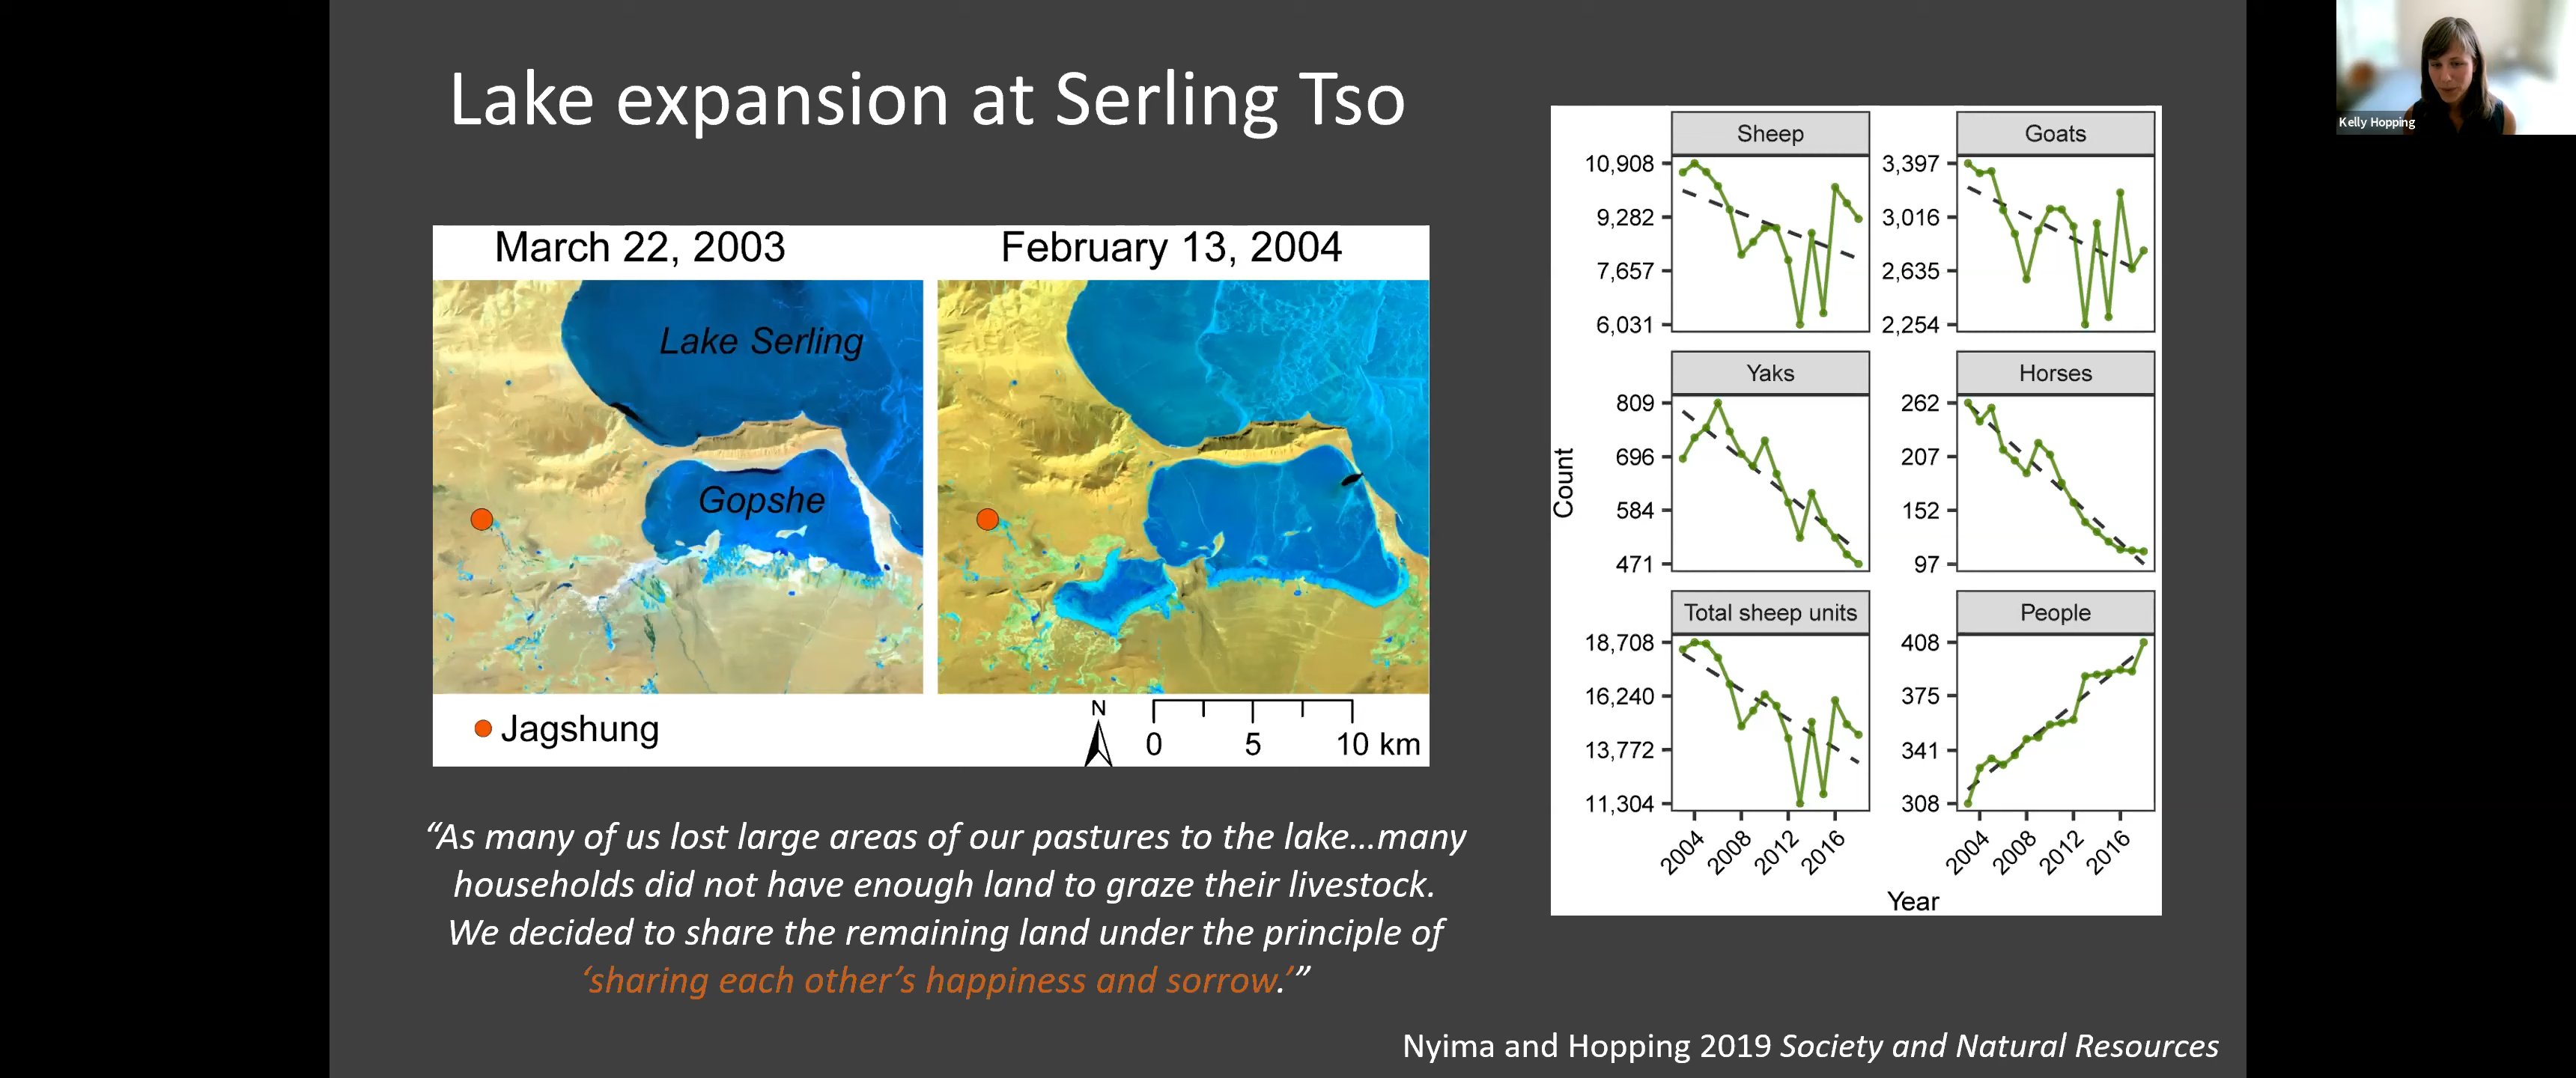 Lake expansion at Serling Tso
Kelly Hopping
March 22, 2003
February 13, 2004
Lake Serling
Gopshe
Jagshung
N
0 5 10 km
“As many of us lost large areas of our pastures to the lake...many
households did not have enough land to graze their livestock.
We decided to share the remaining land under the principle of
‘sharing each other’s happiness and sorrow.’”
Count
Sheep
10,908
9,282
7,657
6,031
Goats
3,397
3,016
2,635
2,254
Yaks
809
696
584
471
Horses
262
207
152
97
Total sheep units
18,708
16,240
13,772
11,304
2004 2008 2012 2016
People
408
375
341
308
2004 2008 2012 2016
Year
Nyima and Hopping 2019 Society and Natural Resources